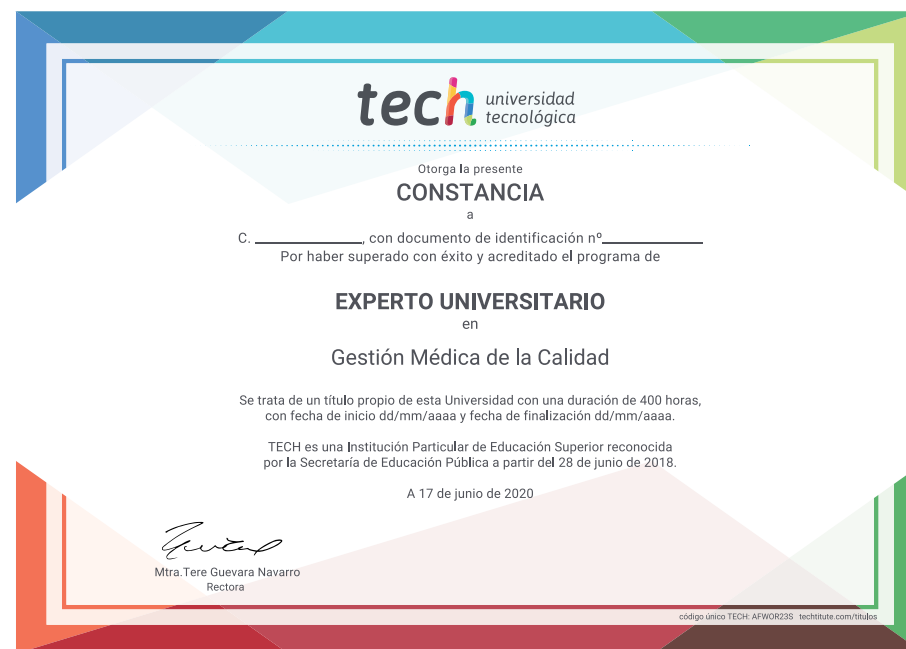 tech universidad
tecnológica
Otorga la presente
CONSTANCIA
a
C. ____________, con documento de identificación nº____________
Por haber superado con éxito y acreditado el programa de
EXPERTO UNIVERSITARIO
en
Gestión Médica de la Calidad
Se trata de un título propio de esta Universidad con una duración de 400 horas,
con fecha de inicio dd/mm/aaaa y fecha de finalización dd/mm/aaaa.
TECH es una Institución Particular de Educación Superior reconocida
por la Secretaría de Educación Pública a partir del 28 de junio de 2018.
A 17 de junio de 2020
Mtra.Tere Guevara Navarro
Rectora
código único TECH: AFWOR23S techtitute.com/titulos